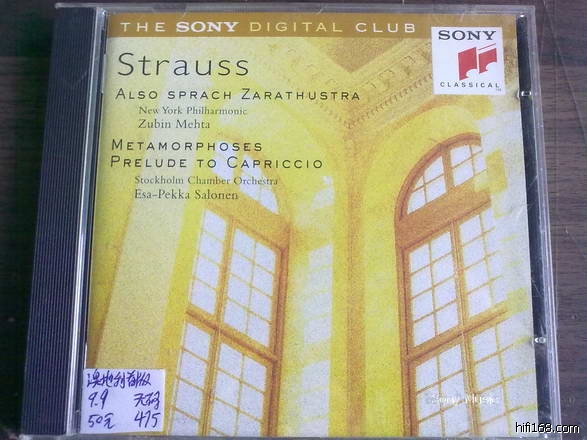 THE SONY DIGITAL CLUB
SONY
CLASSICAL
Strauss
ALSO SPRACH ZARATHUSTRA
New York Philharmonic
Zubin Mehta
METAMORPHOSES
PRELUDE TO CAPRICCIO
Stockholm Chamber Orchestra
Esa-Pekka Salonen
9.9
50元 475
hifi168.com